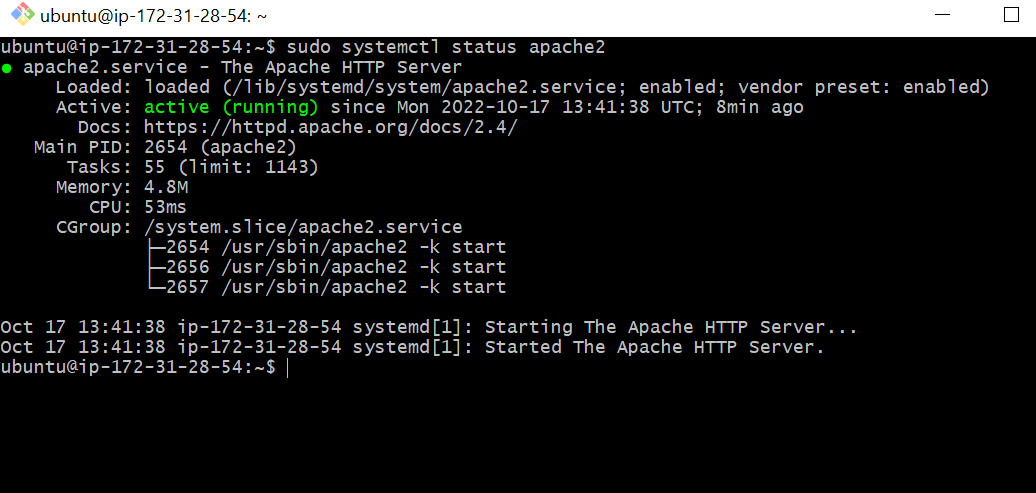 ubuntu@ip-172-31-28-54: ~
ubuntu@ip-172-31-28-54:~$ sudo systemctl status apache2
● apache2.service - The Apache HTTP Server
     Loaded: loaded (/lib/systemd/system/apache2.service; enabled; vendor preset: enabled)
     Active: active (running) since Mon 2022-10-17 13:41:38 UTC; 8min ago
       Docs: https://httpd.apache.org/docs/2.4/
   Main PID: 2654 (apache2)
      Tasks: 55 (limit: 1143)
     Memory: 4.8M
        CPU: 53ms
     CGroup: /system.slice/apache2.service
             ├─2654 /usr/sbin/apache2 -k start
             ├─2656 /usr/sbin/apache2 -k start
             └─2657 /usr/sbin/apache2 -k start
Oct 17 13:41:38 ip-172-31-28-54 systemd[1]: Starting The Apache HTTP Server...
Oct 17 13:41:38 ip-172-31-28-54 systemd[1]: Started The Apache HTTP Server.
ubuntu@ip-172-31-28-54:~$